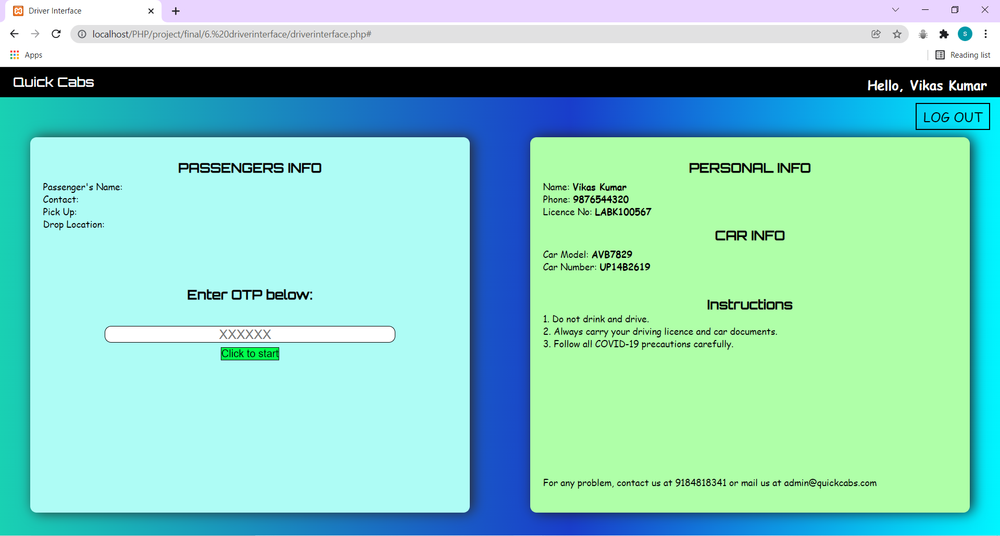 Driver Interface
localhost/PHP/project/final/6.%20driverinterface/driverinterface.php#
S
Apps
Reading list
Quick Cabs
Hello, Vikas Kumar
LOG OUT
PASSENGERS INFO
Passenger's Name:
Contact:
Pick Up:
Drop Location:
Enter OTP below:
XXXXXX
Click to start
PERSONAL INFO
Name: Vikas Kumar
Phone: 9876544320
Licence No: LABK100567
CAR INFO
Car Model: AVB7829
Car Number: UP14B2619
Instructions
1. Do not drink and drive.
2. Always carry your driving licence and car documents.
3. Follow all COVID-19 precautions carefully.
For any problem, contact us at 9184818341 or mail us at admin@quickcabs.com